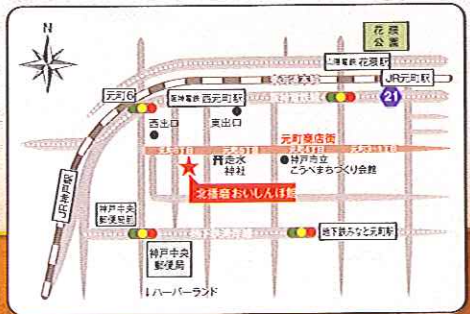 N
花隈
公園
花隈駅
JR元町駅
元町6
阪神電鉄 西元町駅
21
西出口
東出口
元町商店街
走水
神社
神戸市立
こうべまちづくり会館
北播磨おいしんぼ館
神戸中央
郵便局前
地下鉄みなと元町駅
神戸中央
郵便局
↓ハーバーランド